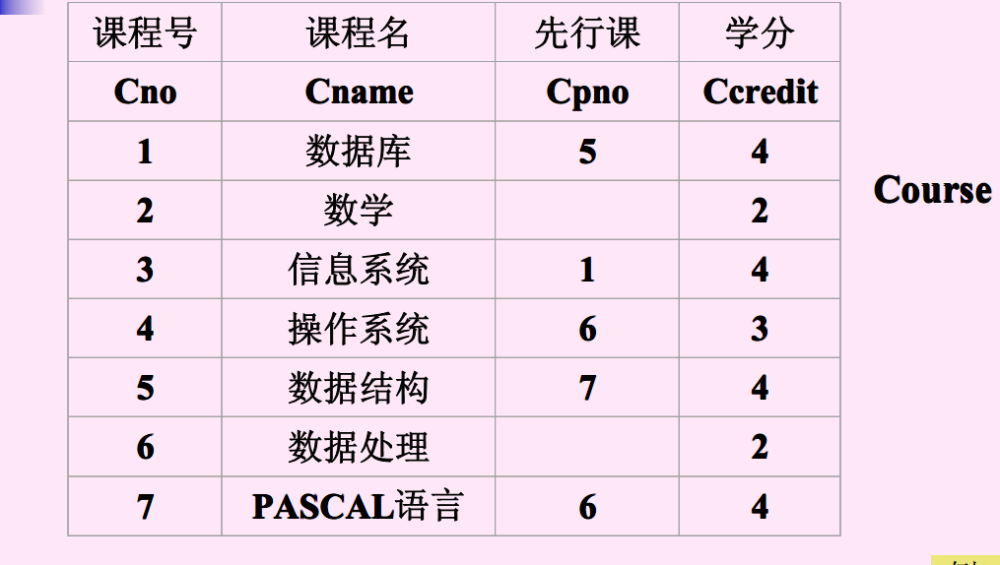 课程号 课程名 先行课 学分
Cno Cname Cpno Ccredit
1 数据库 5 4
Course
2 数学 2
3 信息系统 1 4
4 操作系统 6 3
5 数据结构 7 4
6 数据处理 2
7 PASCAL语言 6 4